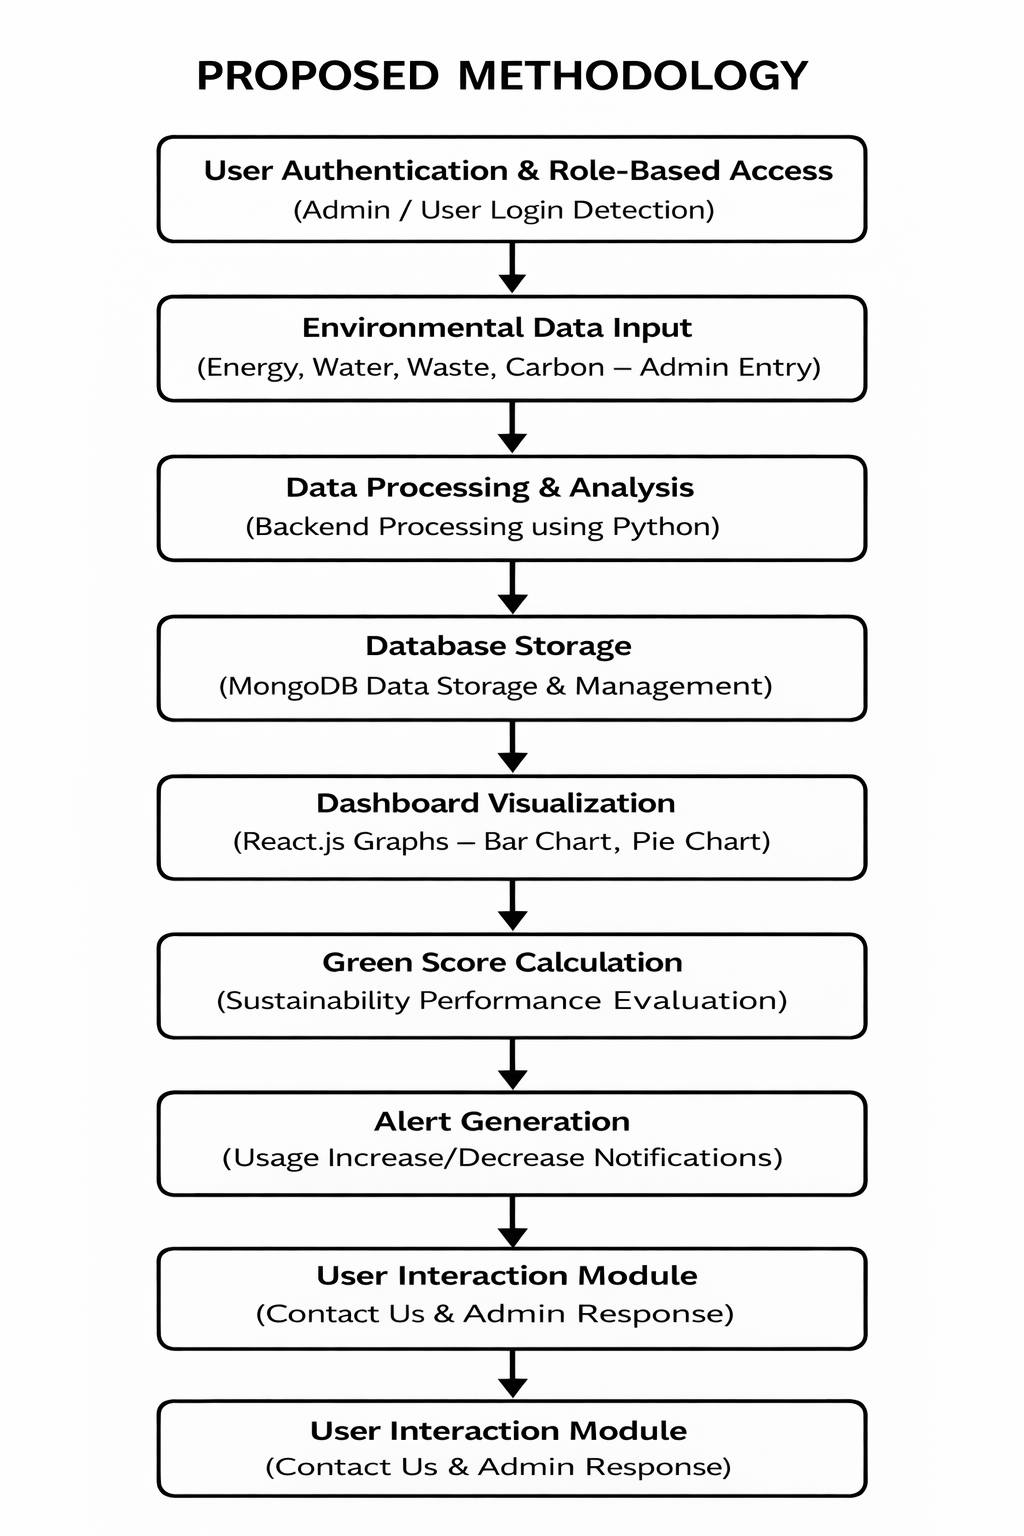 PROPOSED METHODOLOGY
User Authentication & Role-Based Access
(Admin / User Login Detection)
Environmental Data Input
(Energy, Water, Waste, Carbon – Admin Entry)
Data Processing & Analysis
(Backend Processing using Python)
Database Storage
(MongoDB Data Storage & Management)
Dashboard Visualization
(React.js Graphs – Bar Chart, Pie Chart)
Green Score Calculation
(Sustainability Performance Evaluation)
Alert Generation
(Usage Increase/Decrease Notifications)
User Interaction Module
(Contact Us & Admin Response)
User Interaction Module
(Contact Us & Admin Response)